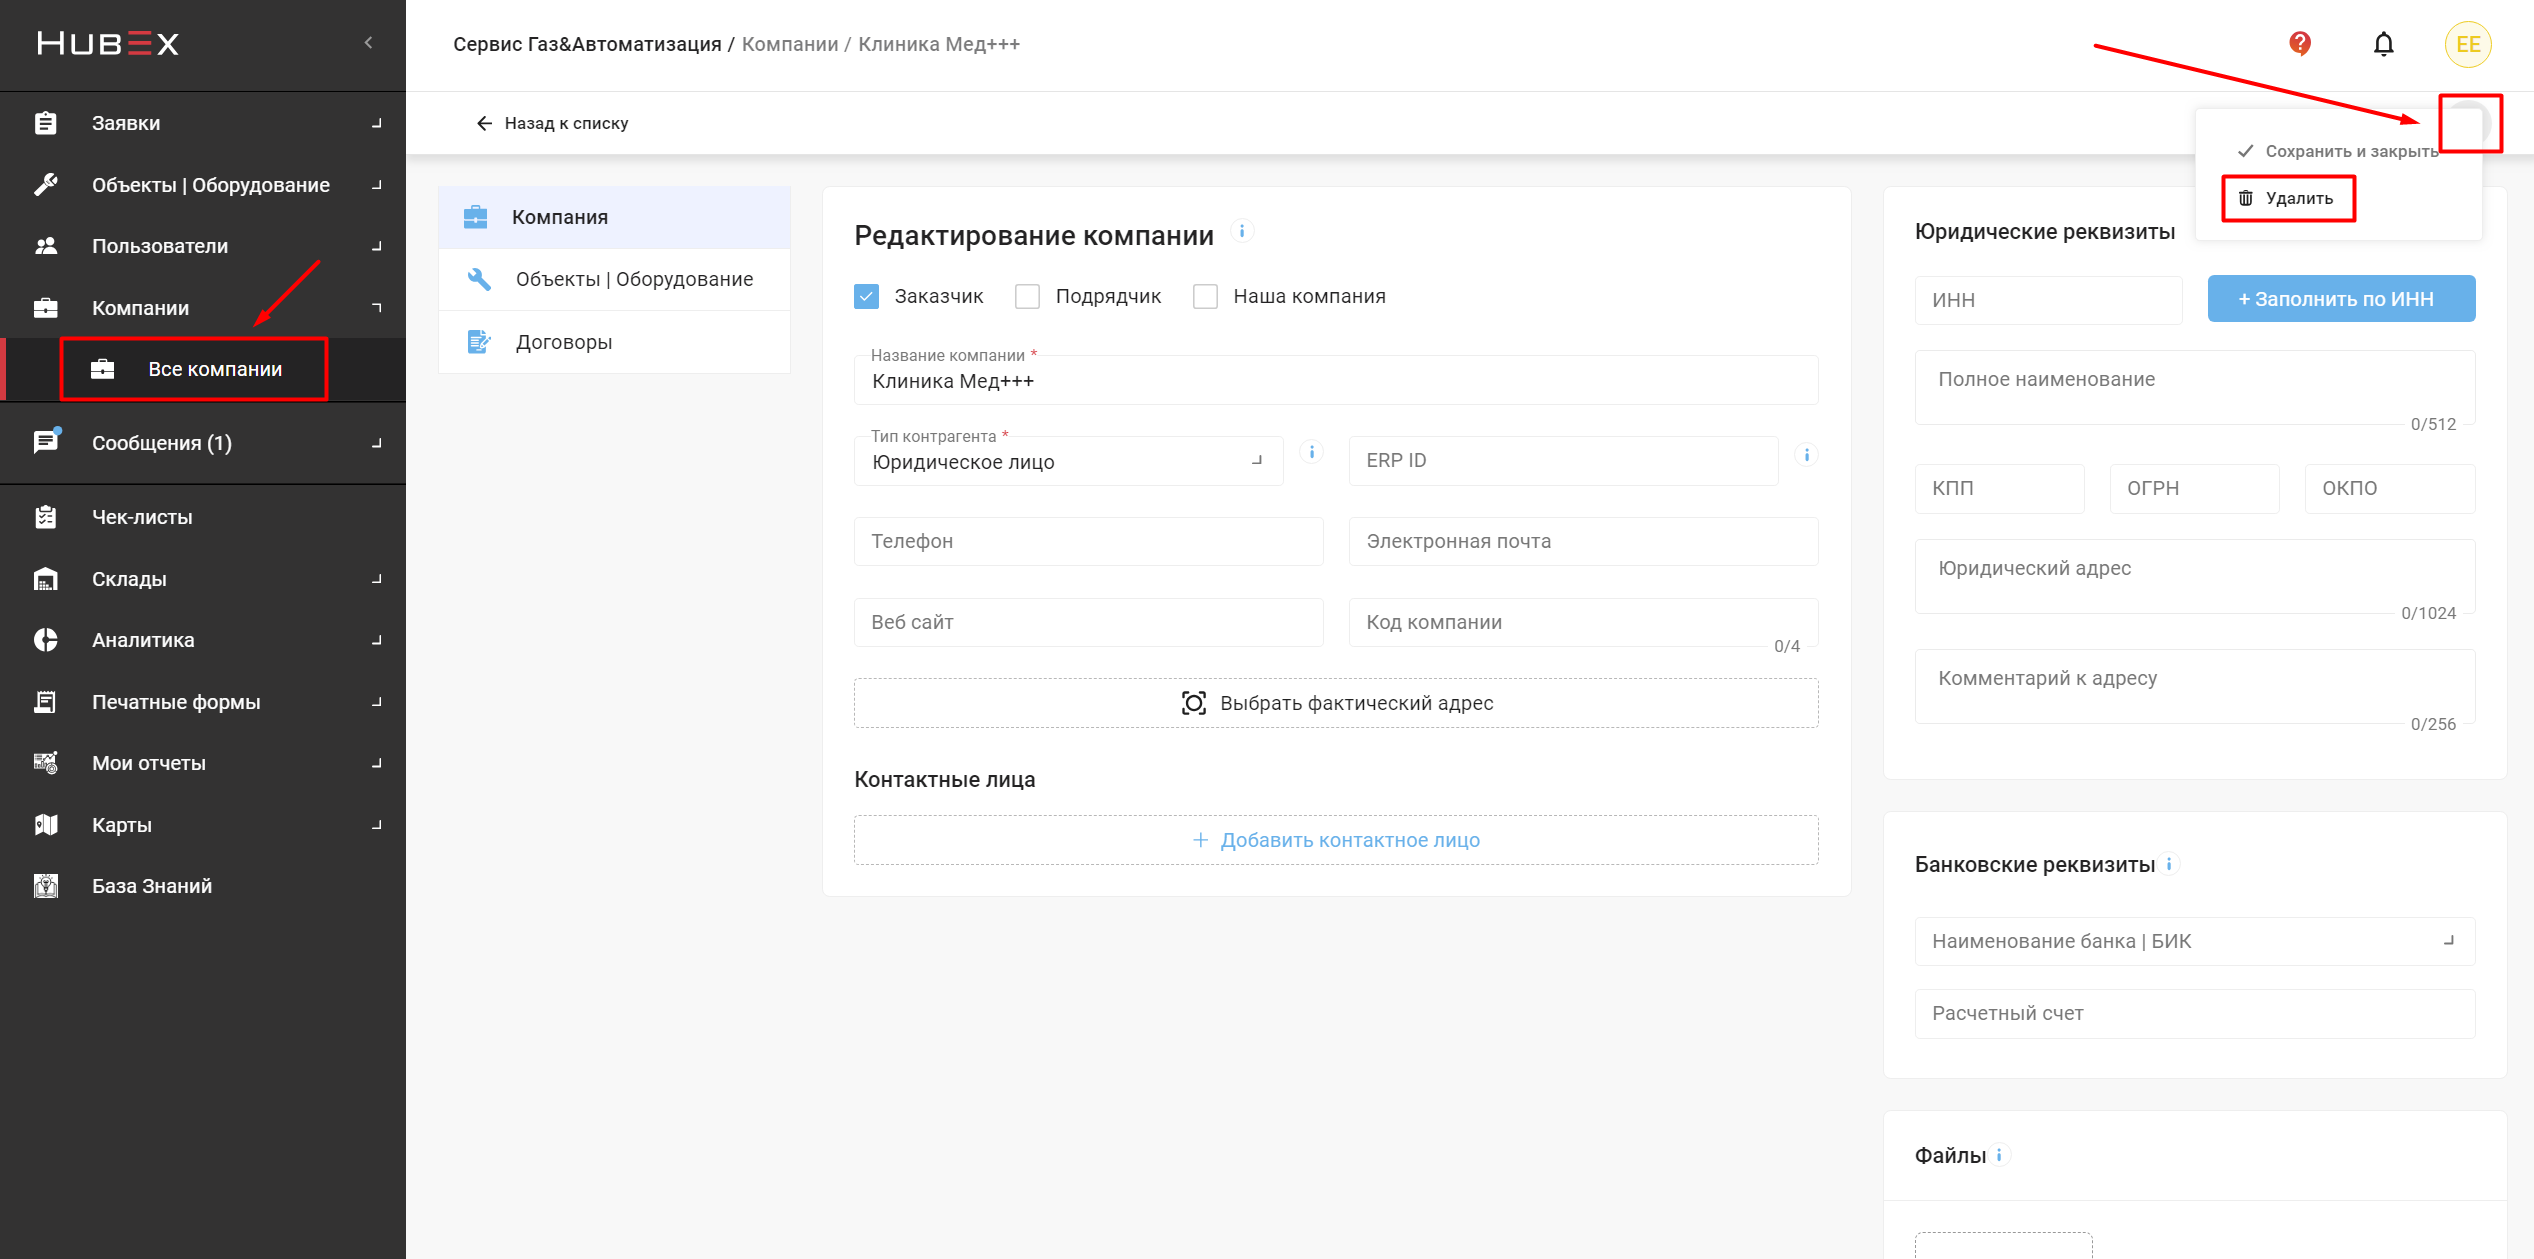 HUBEX
Сервис Газ&Автоматизация / Компании / Клиника Мед+++
EE
Заявки
Объекты | Оборудование
Пользователи
Компании
Все компании
Сообщения (1)
Чек-листы
Склады
Аналитика
Печатные формы
Мои отчеты
Карты
База Знаний
Назад к списку
Сохранить и закрыть
Удалить
Компания
Объекты | Оборудование
Договоры
Редактирование компании
Заказчик
Подрядчик
Наша компания
Название компании *
Клиника Мед+++
Тип контрагента *
Юридическое лицо
ERP ID
Телефон
Электронная почта
Веб сайт
Код компании
0/4
Выбрать фактический адрес
Контактные лица
+ Добавить контактное лицо
Юридические реквизиты
ИНН
+ Заполнить по ИНН
Полное наименование
0/512
КПП
ОГРН
ОКПО
Юридический адрес
0/1024
Комментарий к адресу
0/256
Банковские реквизиты
Наименование банка | БИК
Расчетный счет
Файлы